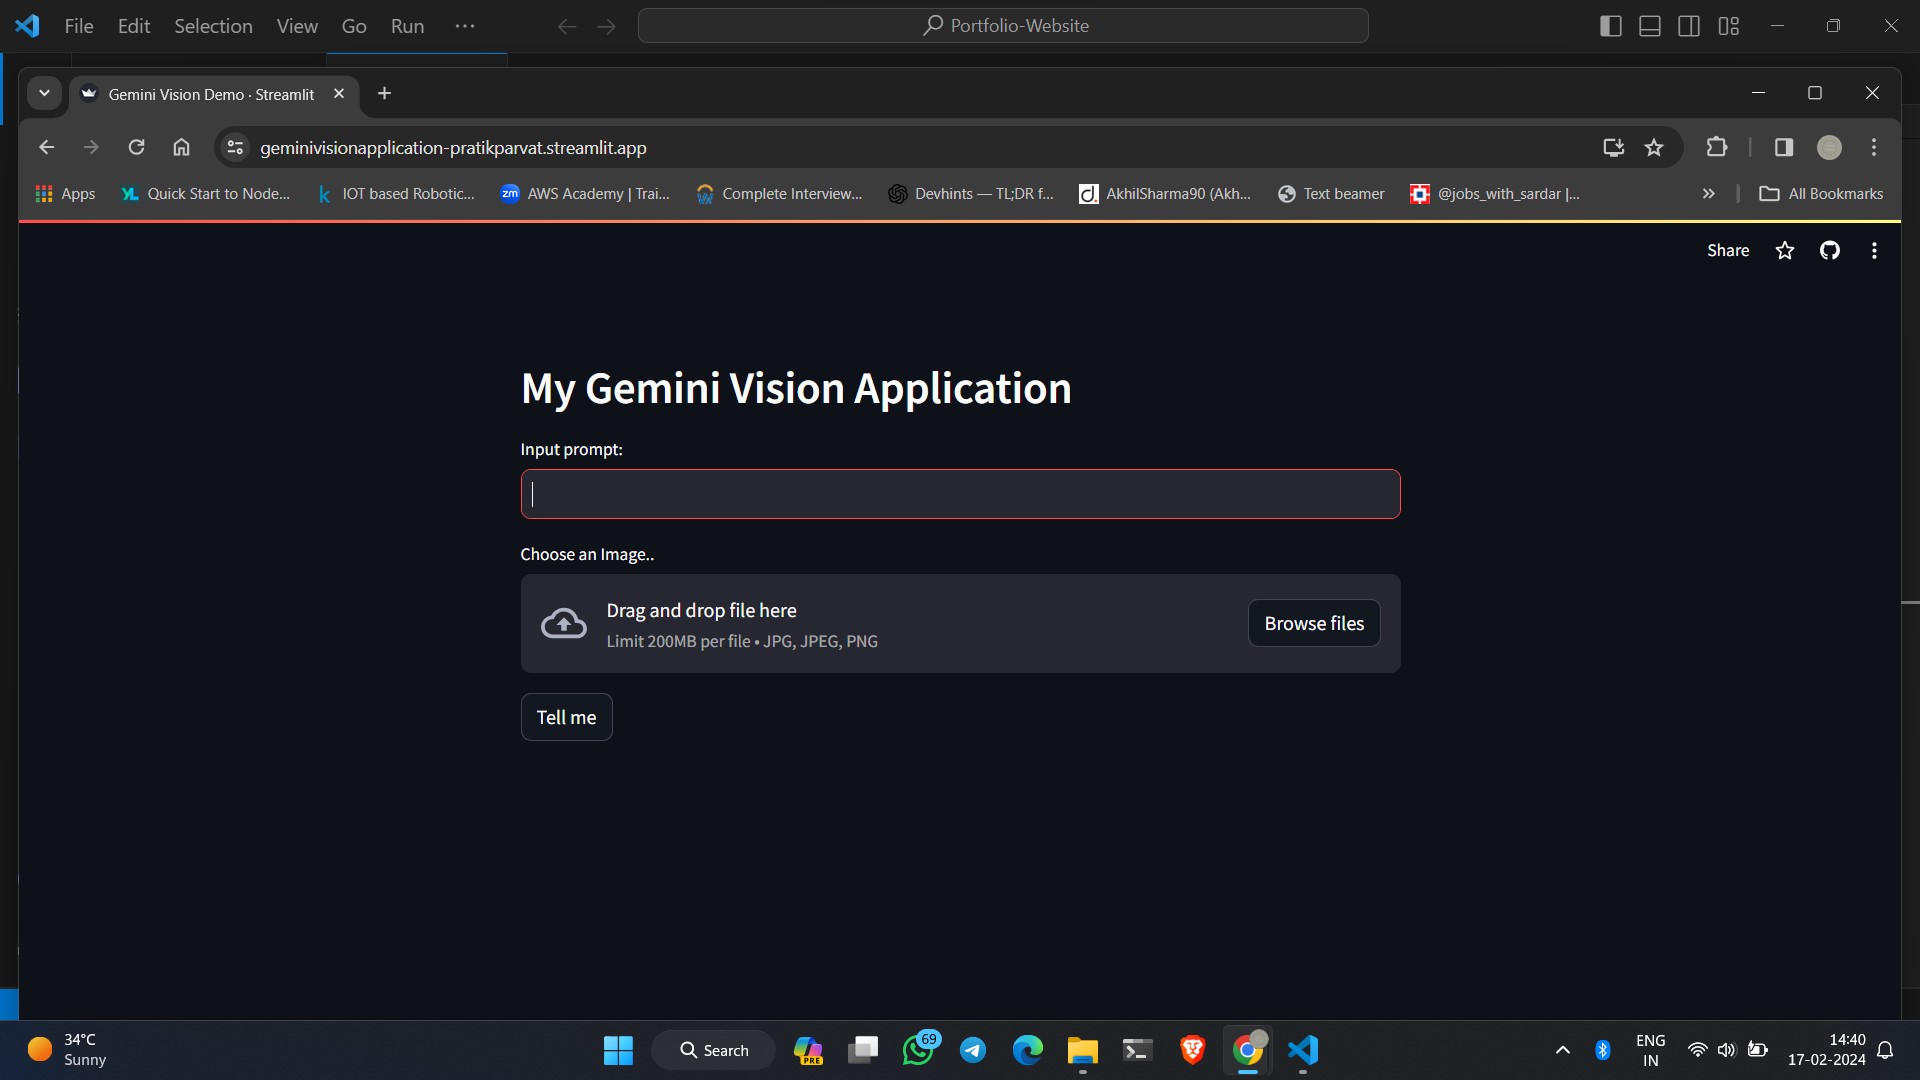 File Edit Selection View Go Run ···
Portfolio-Website
Gemini Vision Demo · Streamlit
geminivisionapplication-pratikparvat.streamlit.app
Apps
Quick Start to Node...
IOT based Robotic...
zm AWS Academy | Trai...
Complete Interview...
Devhints — TL;DR f...
d. AkhilSharma90 (Akh...
Text beamer
@jobs_with_sardar |...
All Bookmarks
Share
My Gemini Vision Application
Input prompt:
Choose an Image..
Drag and drop file here
Limit 200MB per file • JPG, JPEG, PNG
Browse files
Tell me
34°C
Sunny
Search
PRE
69
ENG
IN
14:40
17-02-2024